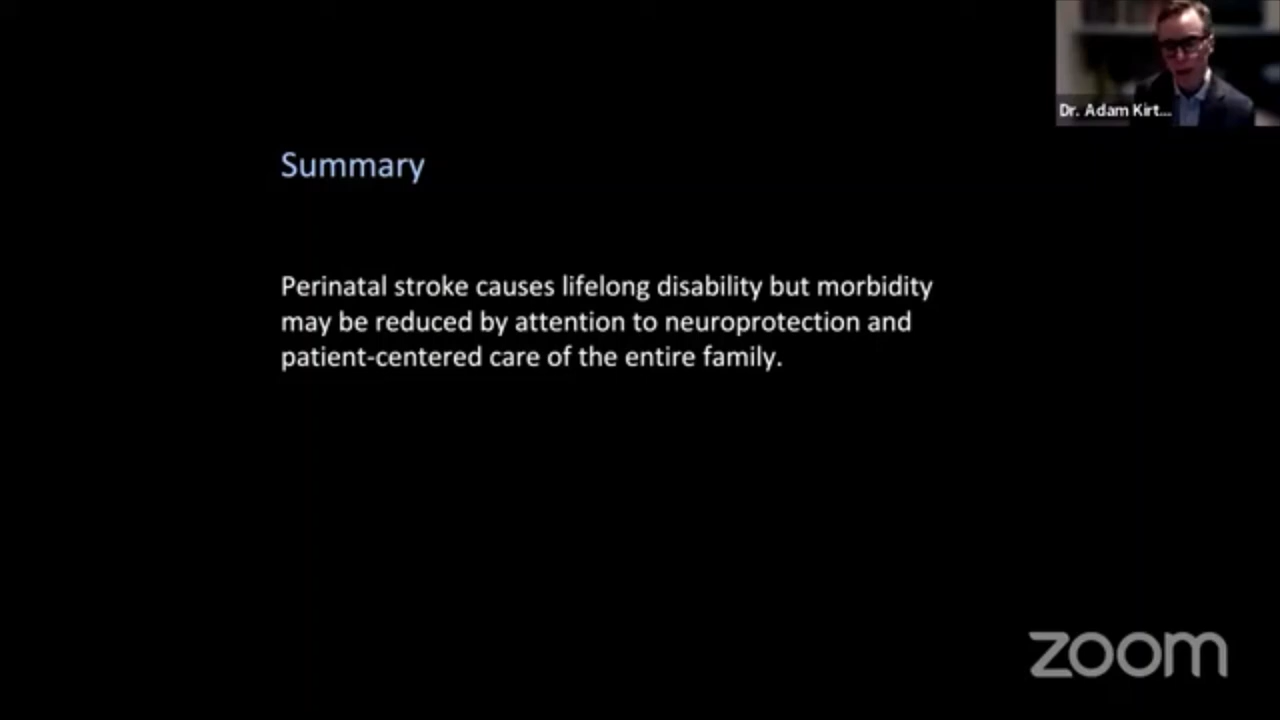 Dr. Adam Kirt...
Summary
Perinatal stroke causes lifelong disability but morbidity
may be reduced by attention to neuroprotection and
patient-centered care of the entire family.
zoom